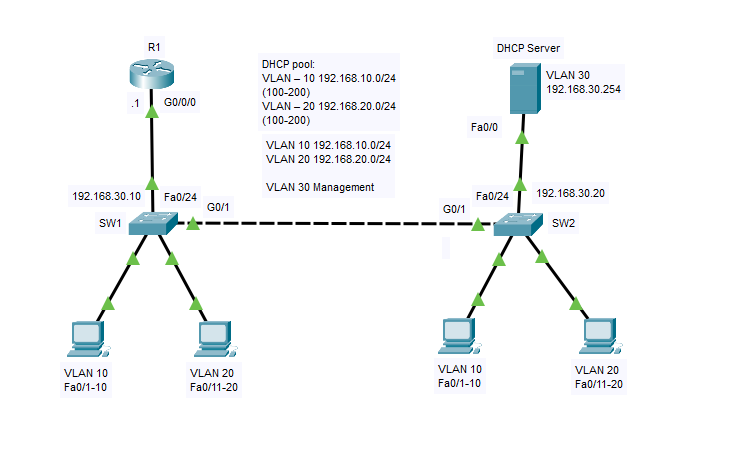 R1
.1
G0/0/0
DHCP pool:
VLAN – 10 192.168.10.0/24
(100-200)
VLAN – 20 192.168.20.0/24
(100-200)
VLAN 10 192.168.10.0/24
VLAN 20 192.168.20.0/24
VLAN 30 Management
DHCP Server
VLAN 30
192.168.30.254
Fa0/0
192.168.30.10
Fa0/24
SW1
G0/1
G0/1
Fa0/24
192.168.30.20
SW2
VLAN 10
Fa0/1-10
VLAN 20
Fa0/11-20
VLAN 10
Fa0/1-10
VLAN 20
Fa0/11-20